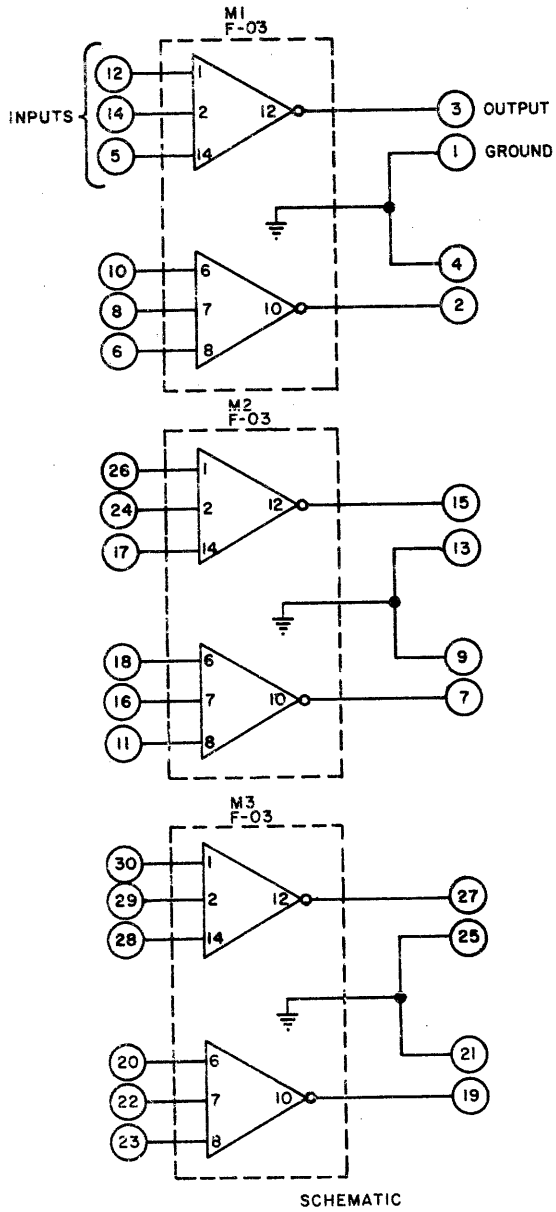 M1
F-03
12 1
INPUTS 14 2 12 3 OUTPUT
5 14 1 GROUND
4
10 6
8 7 10 2
6 8
M2
F-03
26 1
24 2 12 15
17 14 13
18 6 9
16 7 10 7
11 8
M3
F-03
30 1
29 2 12 27
28 14 25
20 6 21
22 7 10 19
23 8
SCHEMATIC